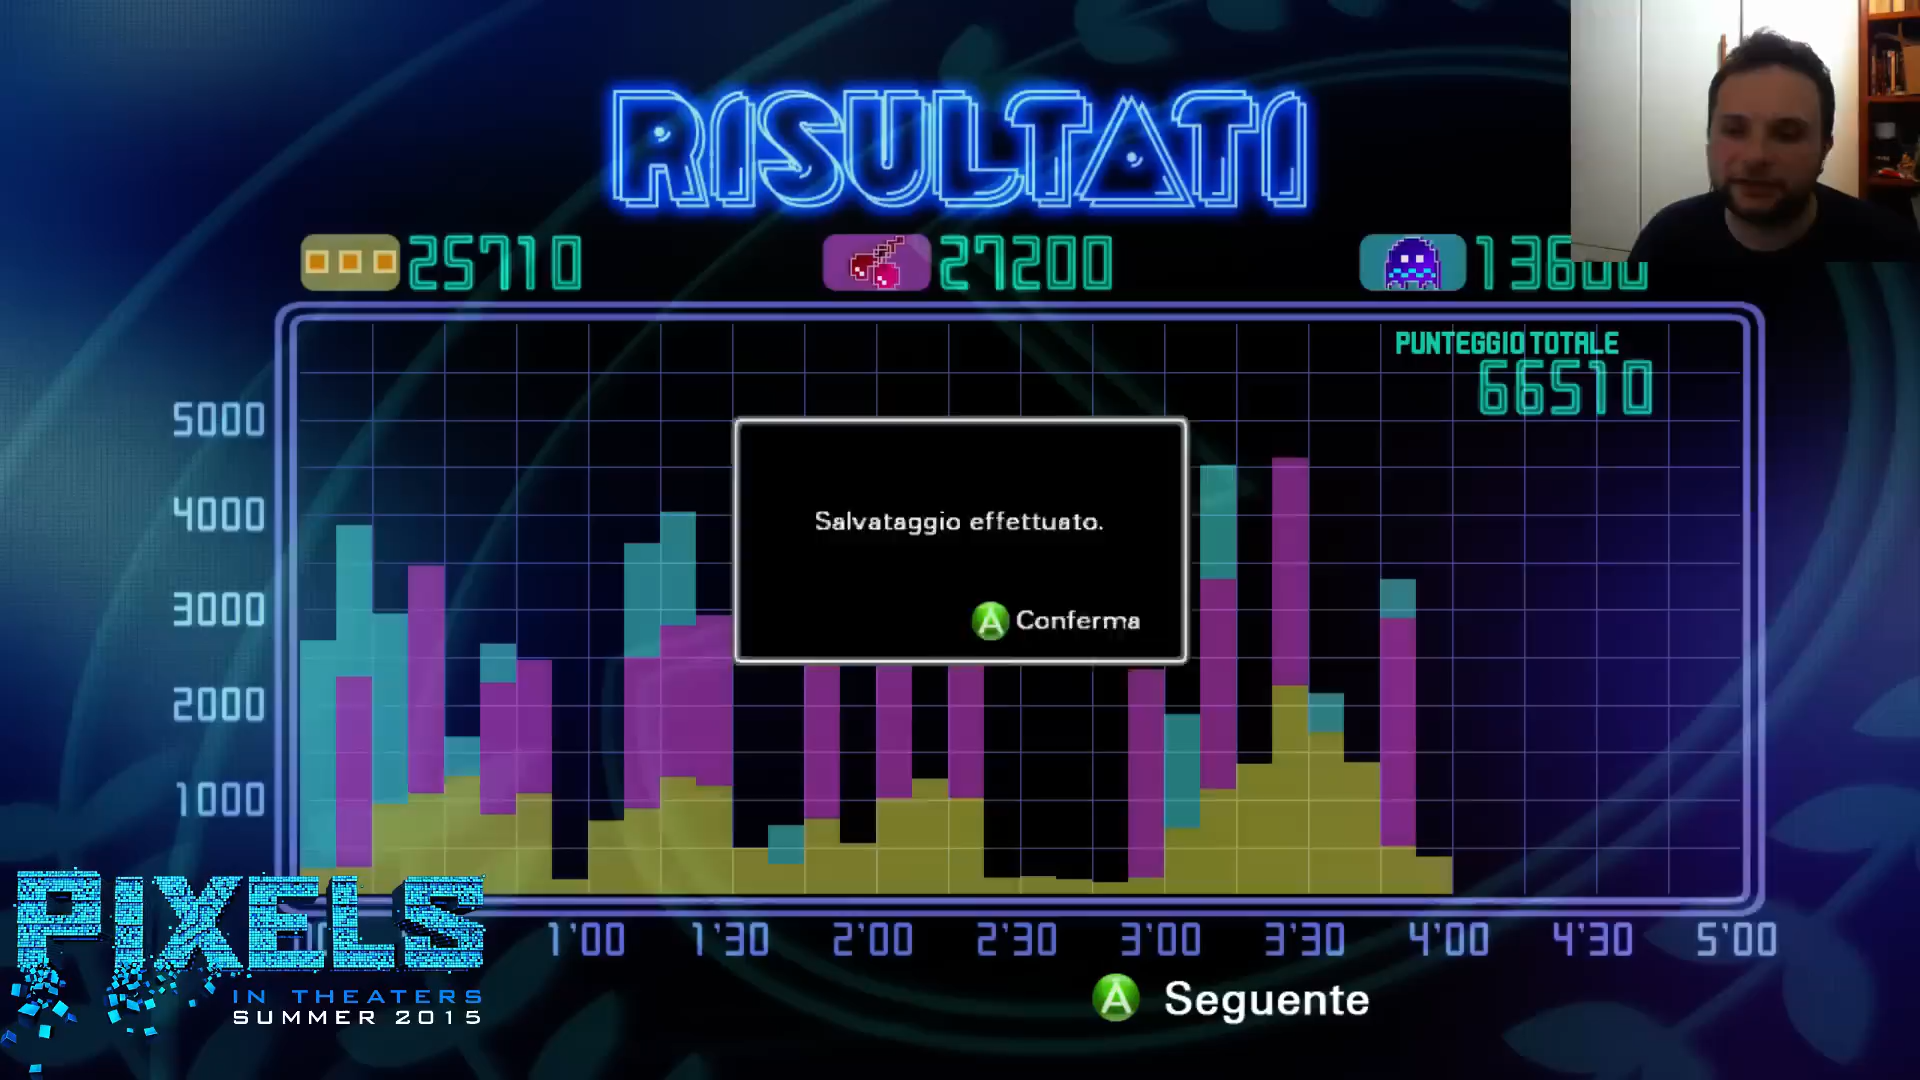 RISULTATI
25710 27200 13600
PUNTEGGIO TOTALE
66510
5000
4000
3000
2000
1000
Salvataggio effettuato.
A Conferma
1'00 1'30 2'00 2'30 3'00 3'30 4'00 4'30 5'00
A Seguente
PIXELS
IN THEATERS
SUMMER 2015